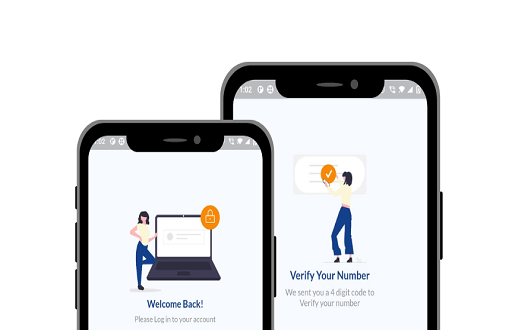 1:02
Verify Your Number
We sent you a 4 digit code to
Verify your number
:02
Welcome Back!
Please Log in to your account